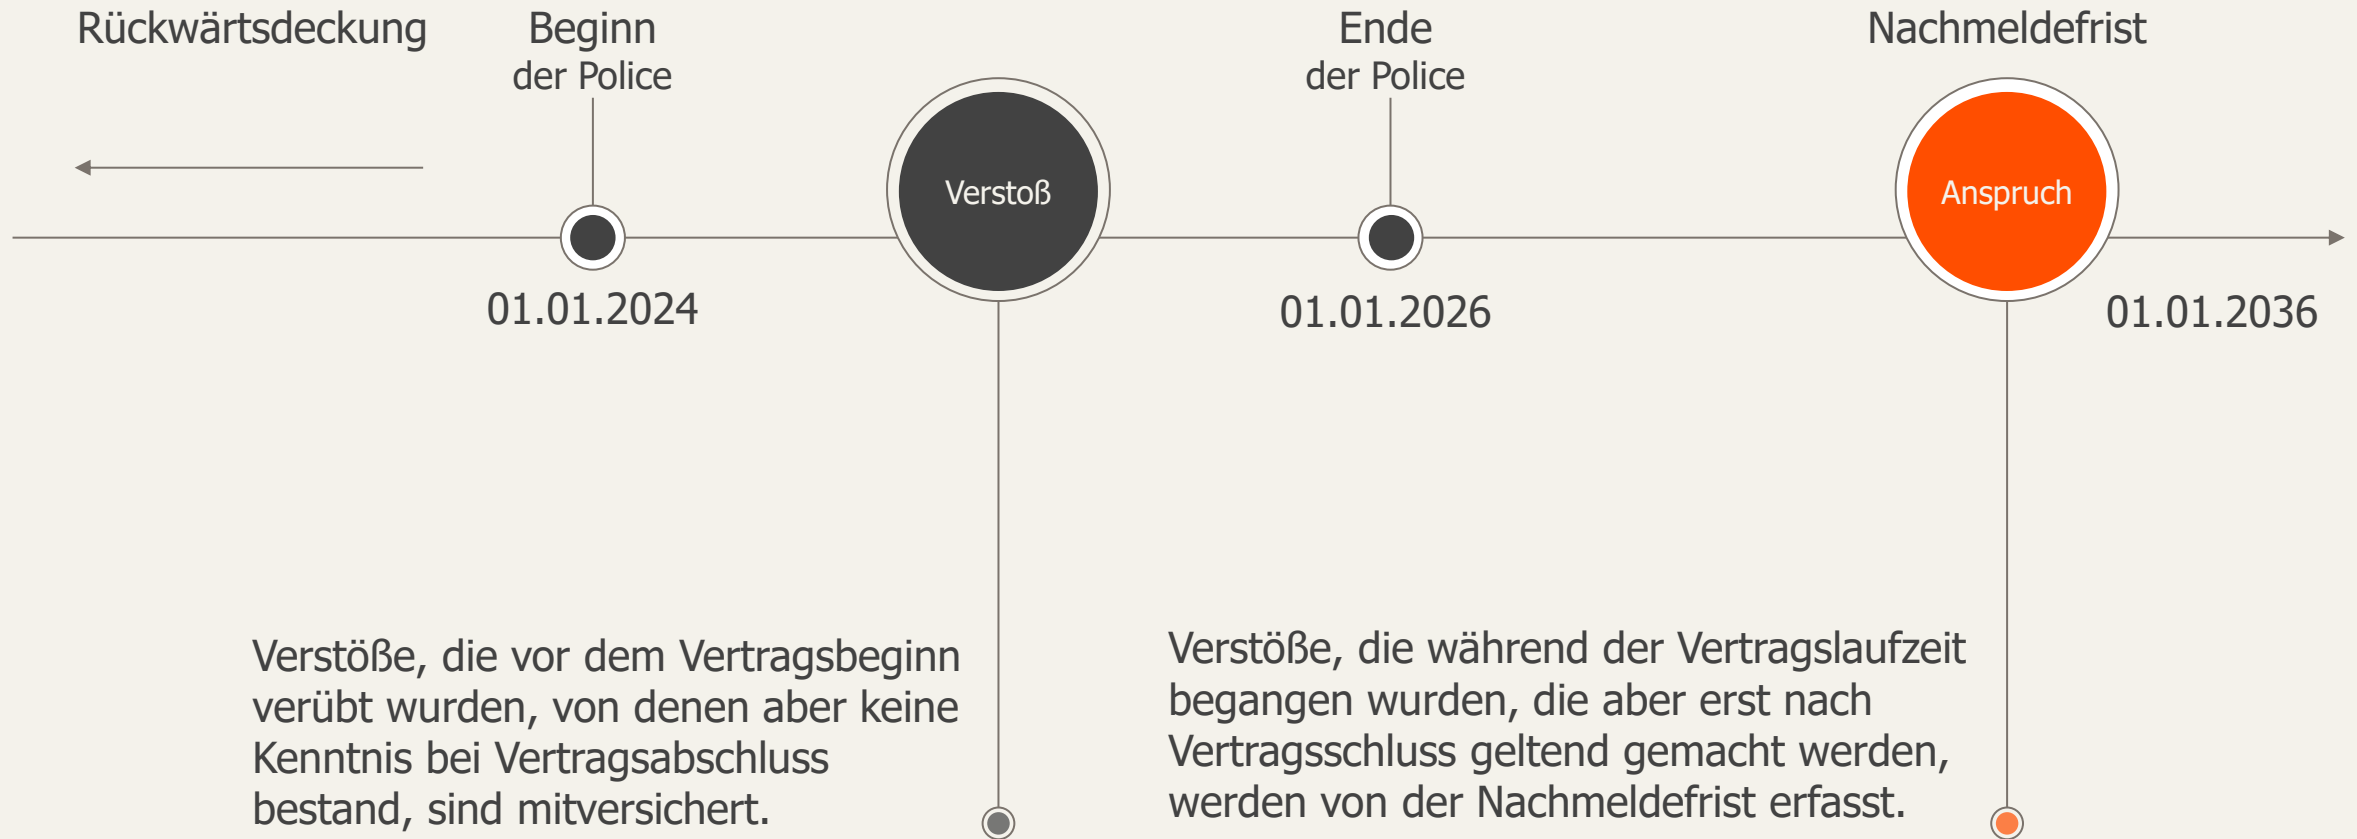 Rückwärtsdeckung
Beginn
der Police
Ende
der Police
Nachmeldefrist
Verstoß
Anspruch
01.01.2024
01.01.2026
01.01.2036
Verstöße, die vor dem Vertragsbeginn
verübt wurden, von denen aber keine
Kenntnis bei Vertragsabschluss
bestand, sind mitversichert.
Verstöße, die während der Vertragslaufzeit
begangen wurden, die aber erst nach
Vertragsschluss geltend gemacht werden,
werden von der Nachmeldefrist erfasst.